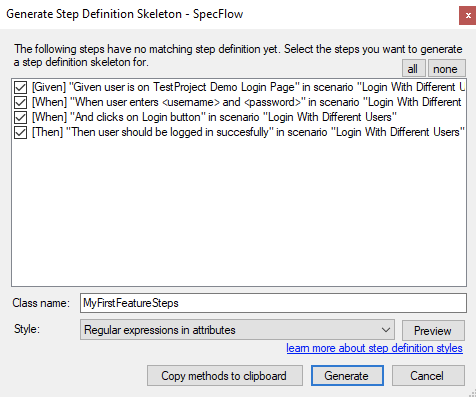 Generate Step Definition Skeleton - SpecFlow
The following steps have no matching step definition yet. Select the steps you want to generate
a step definition skeleton for.
all none
[Given] "Given user is on TestProject Demo Login Page" in scenario "Login With Different U
[When] "When user enters <username> and <password>" in scenario "Login With Different
[When] "And clicks on Login button" in scenario "Login With Different Users"
[Then] "Then user should be logged in succesfully" in scenario "Login With Different Users"
Class name: MyFirstFeatureSteps
Style: Regular expressions in attributes Preview
learn more about step definition styles
Copy methods to clipboard Generate Cancel